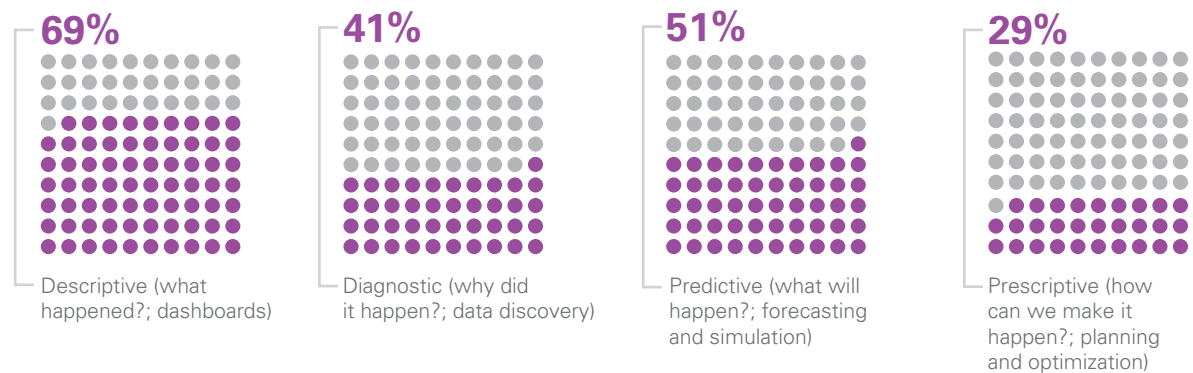 69%
Descriptive (what
happened?; dashboards)
41%
Diagnostic (why did
it happen?; data discovery)
51%
Predictive (what will
happen?; forecasting
and simulation)
29%
Prescriptive (how
can we make it
happen?; planning
and optimization)